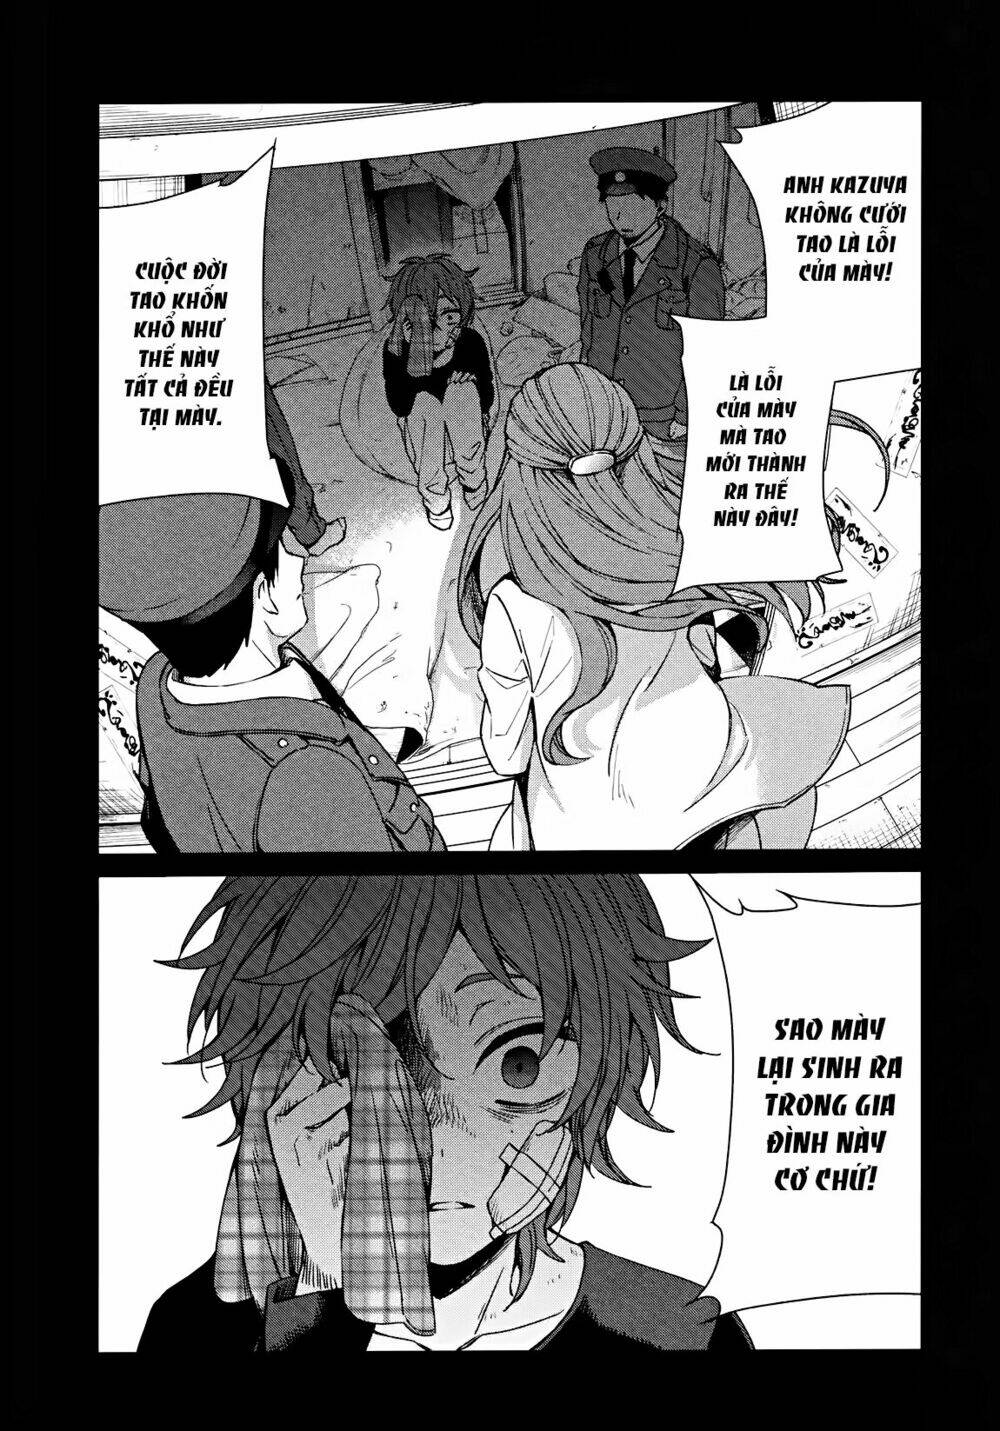 ANH KAZUYA
KHÔNG CƯỚI
TAO LÀ LỖI
CỦA MÀY!
LÀ LỖI
CỦA MÀY
MÀ TAO
MỚI THÀNH
RA THẾ
NÀY ĐÂY!
CUỘC ĐỜI
TAO KHỐN
KHỔ NHƯ
THẾ NÀY
TẤT CẢ ĐỀU
TẠI MÀY.
SAO MÀY
LẠI SINH RA
TRONG GIA
ĐÌNH NÀY
CƠ CHỨ!